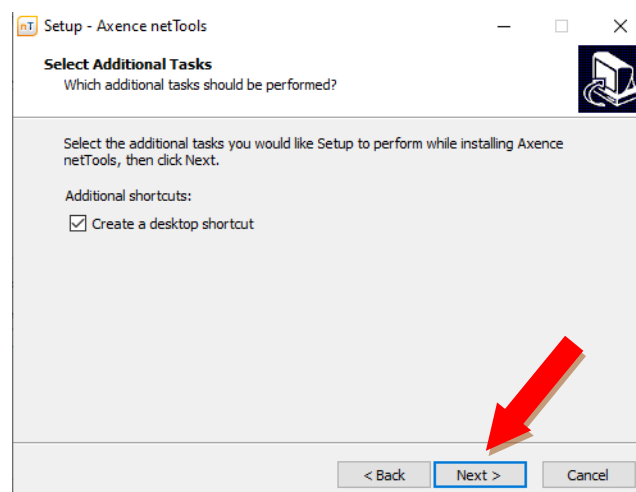 nT Setup - Axence netTools
Select Additional Tasks
Which additional tasks should be performed?
Select the additional tasks you would like Setup to perform while installing Axence
netTools, then click Next.
Additional shortcuts:
Create a desktop shortcut
< Back Next > Cancel